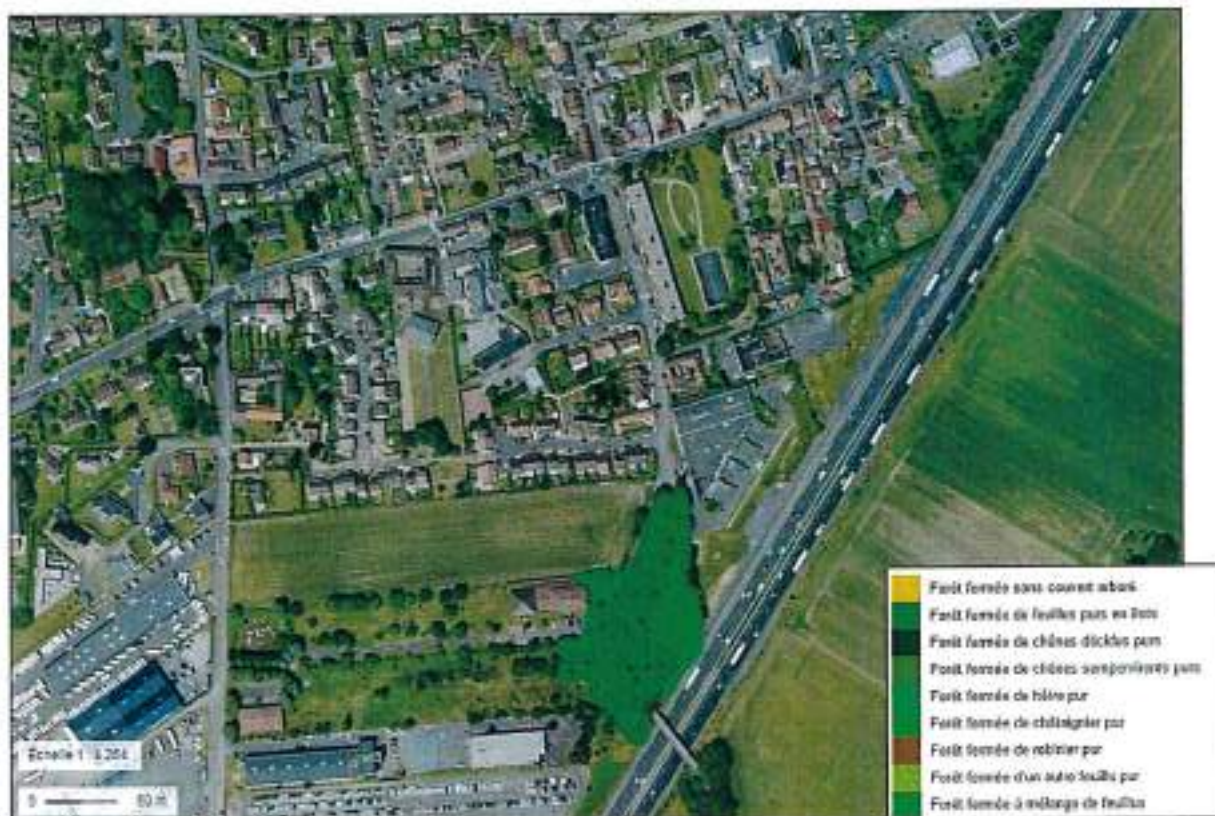 Forêt fermée sans couvert arboré
Forêt fermée de feuillus purs en îlots
Forêt fermée de chênes décidus purs
Forêt fermée de chênes sempervirents purs
Forêt fermée de hêtre pur
Forêt fermée de châtaignier pur
Forêt fermée de robinier pur
Forêt fermée d'un autre feuillu pur
Forêt fermée à mélange de feuillus
Echelle 1
0 50 m